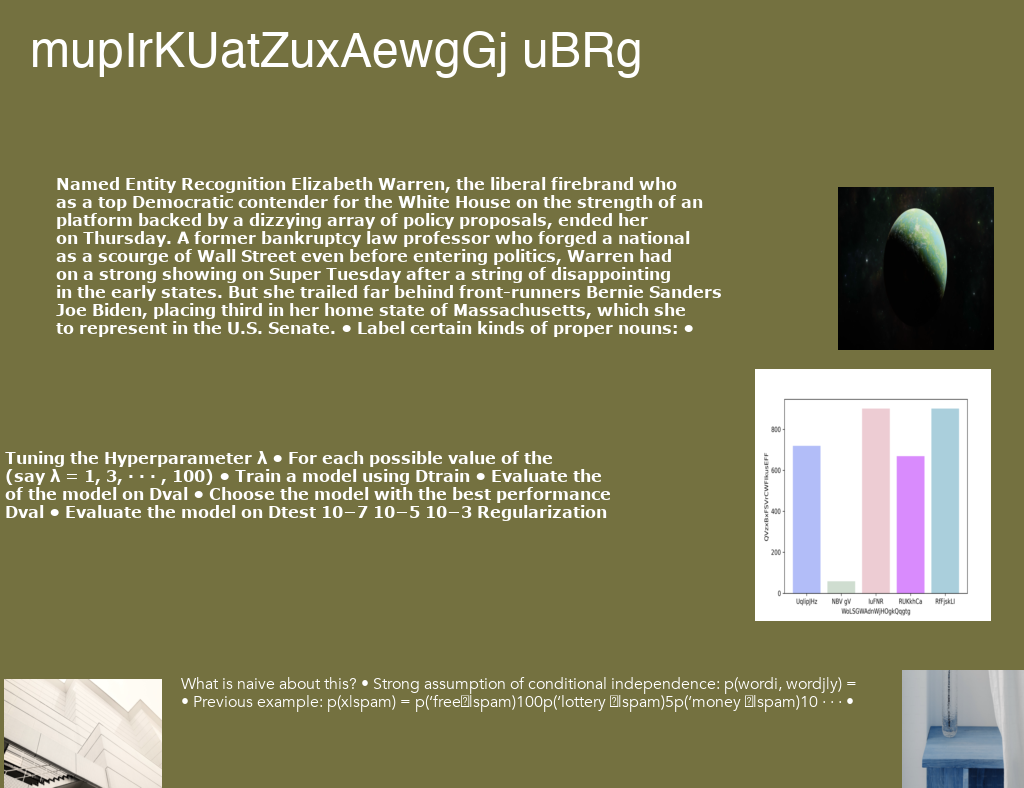 mupIrKUatZuxAewgGj uBRg
Named Entity Recognition Elizabeth Warren, the liberal firebrand who
as a top Democratic contender for the White House on the strength of an
platform backed by a dizzying array of policy proposals, ended her
on Thursday. A former bankruptcy law professor who forged a national
as a scourge of Wall Street even before entering politics, Warren had
on a strong showing on Super Tuesday after a string of disappointing
in the early states. But she trailed far behind front-runners Bernie Sanders
Joe Biden, placing third in her home state of Massachusetts, which she
to represent in the U.S. Senate. ● Label certain kinds of proper nouns: ●
Tuning the Hyperparameter λ ● For each possible value of the
(say λ = 1, 3, · · · , 100) ● Train a model using Dtrain ● Evaluate the
of the model on Dval ● Choose the model with the best performance
Dval ● Evaluate the model on Dtest 10−7 10−5 10−3 Regularization
800
600
400
200
0
UqlipJHz NBV gV luFNR RUKkhCa RfFjskLI
WoLSGWAdnWjHOgkQqgtg
What is naive about this? • Strong assumption of conditional independence: p(wordi, wordjly) =
• Previous example: p(xlspam) = p(‘free�lspam)100p(‘lottery �lspam)5p(‘money �lspam)10 · · · •